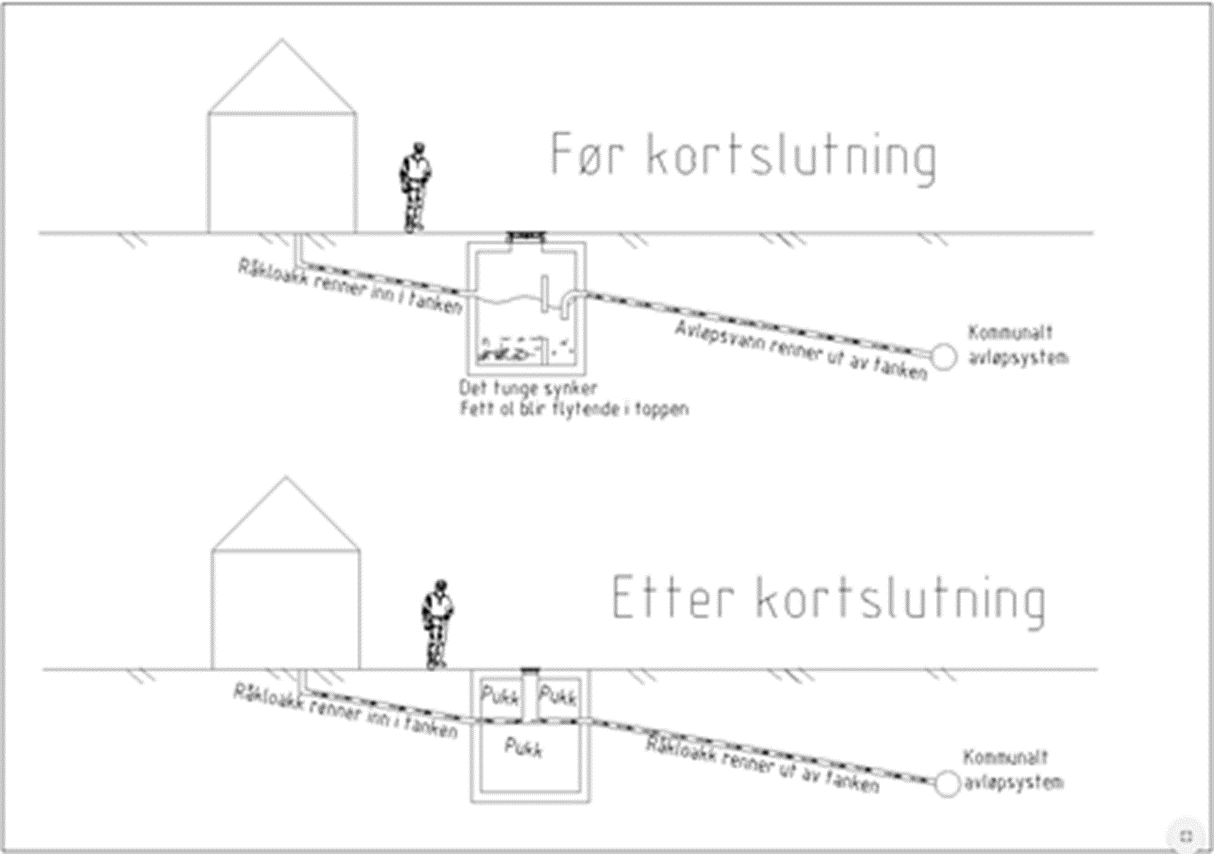 Før kortslutning
Råkloakk renner inn i tanken
Avløpsvann renner ut av tanken
Kommunalt
avløpsystem
Det tunge synker
Fett ol blir flytende i toppen
Etter kortslutning
Pukk
Pukk
Råkloakk renner inn i tanken
Pukk
Råkloakk renner ut av tanken
Kommunalt
avløpsystem